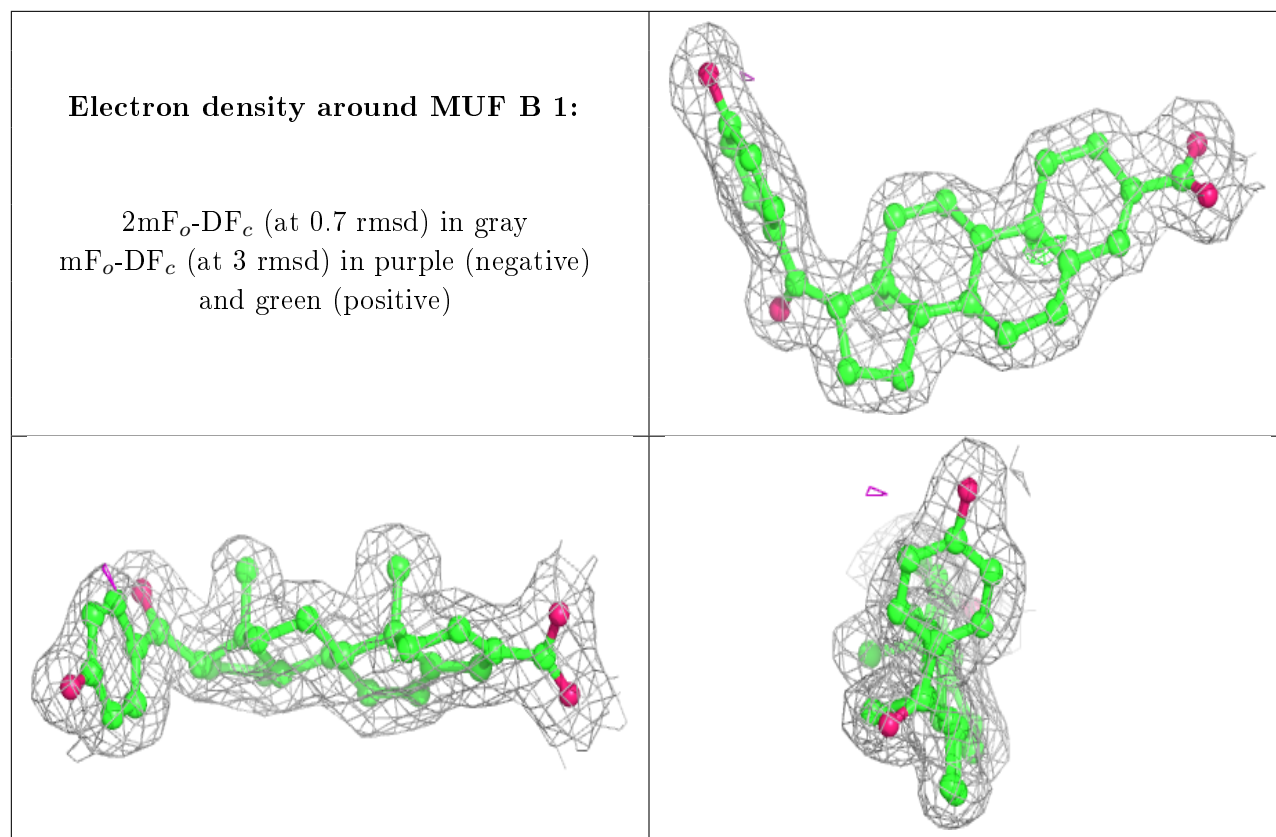 Electron density around MUF B 1:
2mFo-DFc (at 0.7 rmsd) in gray
mFo-DFc (at 3 rmsd) in purple (negative)
and green (positive)